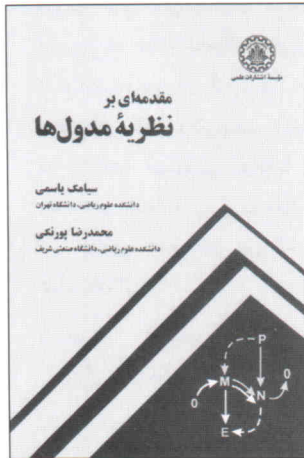 مؤسسهٔ انتشارات علمی
مقدمه‌ای بر
نظریهٔ مدول‌ها
سیامک یاسمی
دانشکده علوم ریاضی، دانشگاه تهران
محمدرضا پورنکی
دانشکده علوم ریاضی، دانشگاه صنعتی شریف
P
0
M
N
0
E